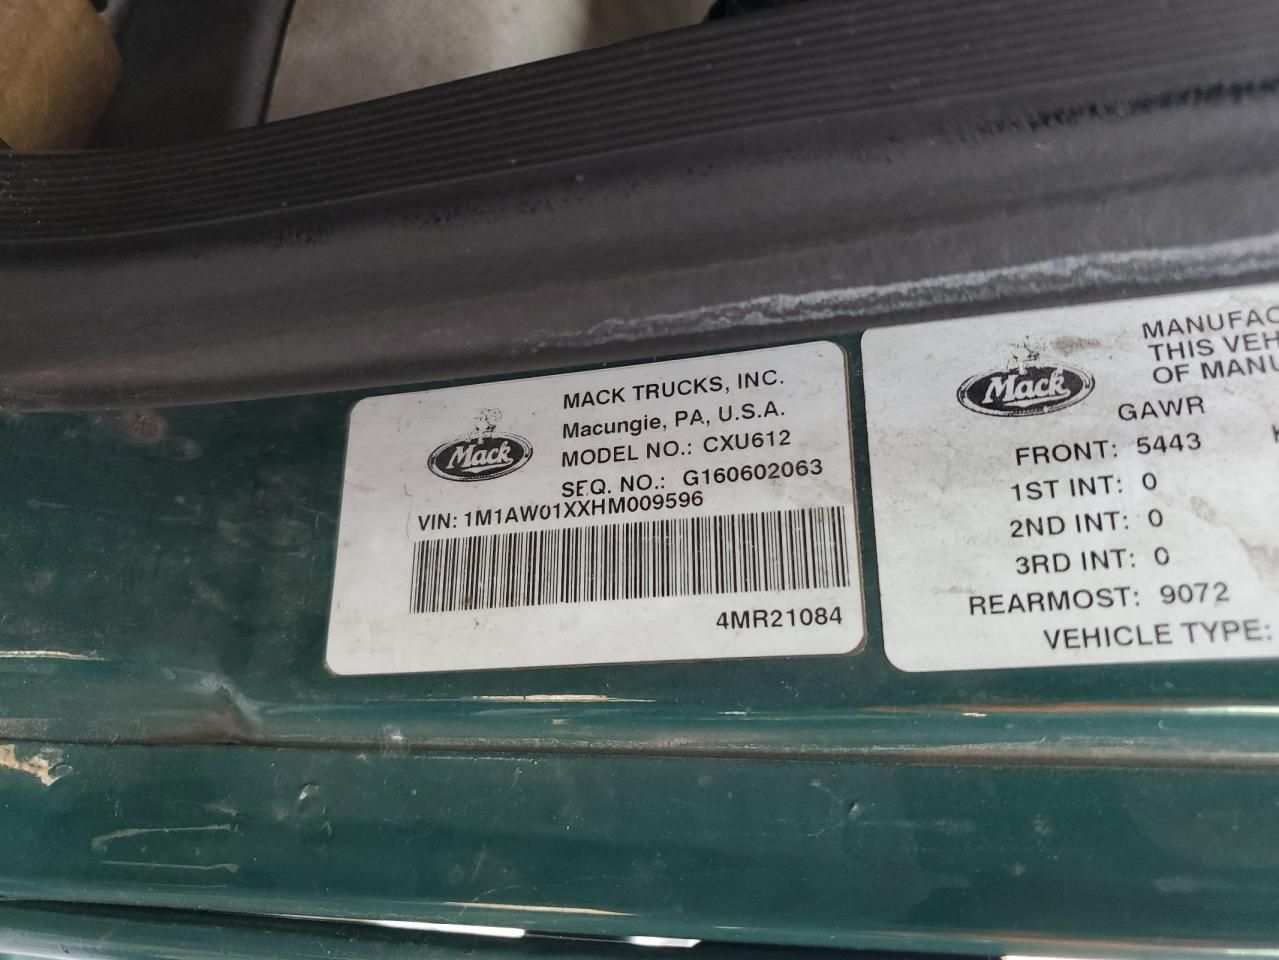 Mack
MACK TRUCKS, INC.
Macungie, PA, U.S.A.
MODEL NO.: CXU612
SEQ. NO.: G160602063
VIN: 1M1AW01XXHM009596
4MR21084
Mack
MANUFAC
THIS VEH
OF MANU
GAWR
FRONT: 5443
1ST INT: 0
2ND INT: 0
3RD INT: 0
REARMOST: 9072
VEHICLE TYPE: